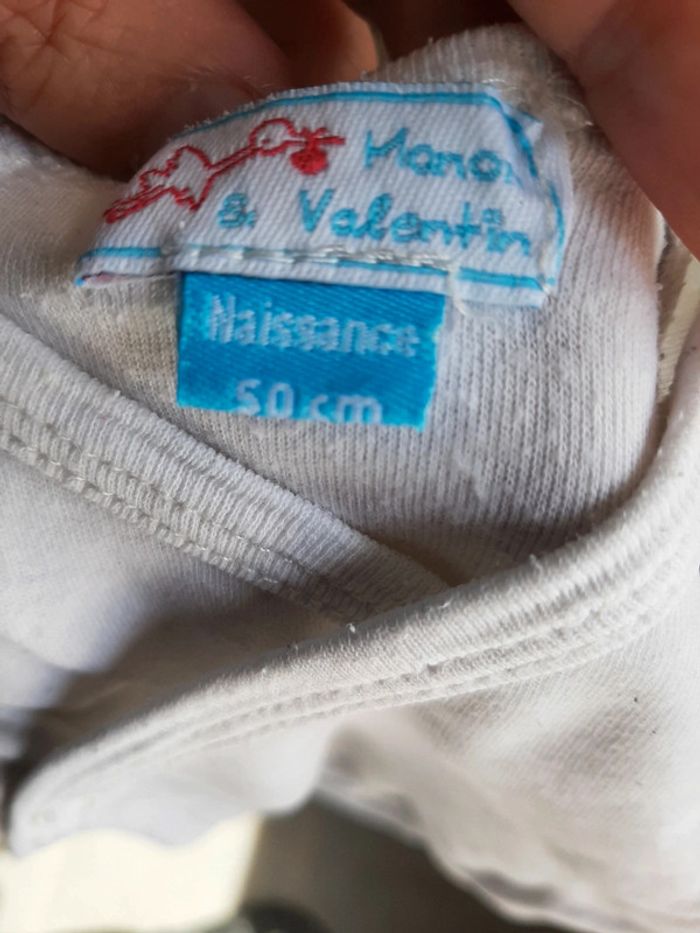 Manon
& Valentin
Naissance
50 cm